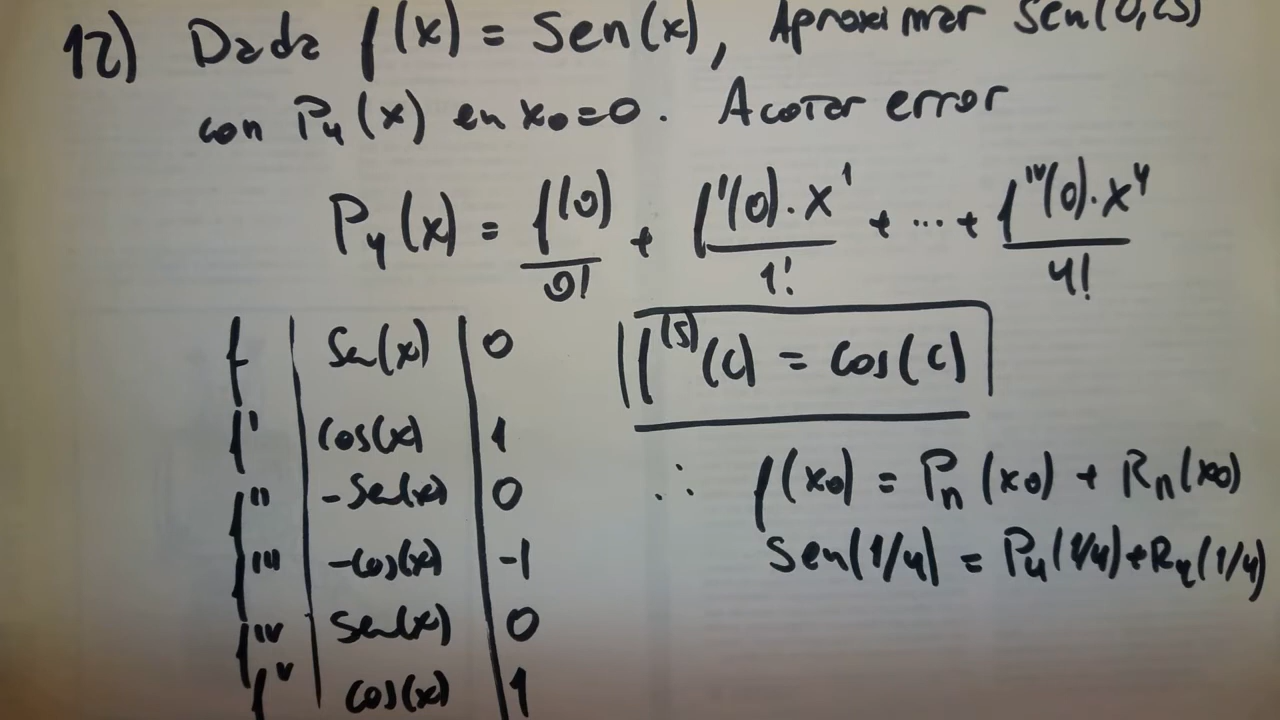 12) Dada f(x) = Sen(x), Aproximar Sen(0,25)
con P₄(x) en x₀=0. Acotar error
P₄(x) = f(0)/0! + f'(0).x¹/1! + ... + f^IV(0).x⁴/4!
f | Sen(x) | 0
f' | Cos(x) | 1
f'' | -Sen(x) | 0
f''' | -Cos(x) | -1
f^IV | Sen(x) | 0
f^V | Cos(x) | 1
f^(5)(c) = Cos(c)
∴ f(x₀) = Pₙ(x₀) + Rₙ(x₀)
Sen(1/4) = P₄(1/4)+R₄(1/4)